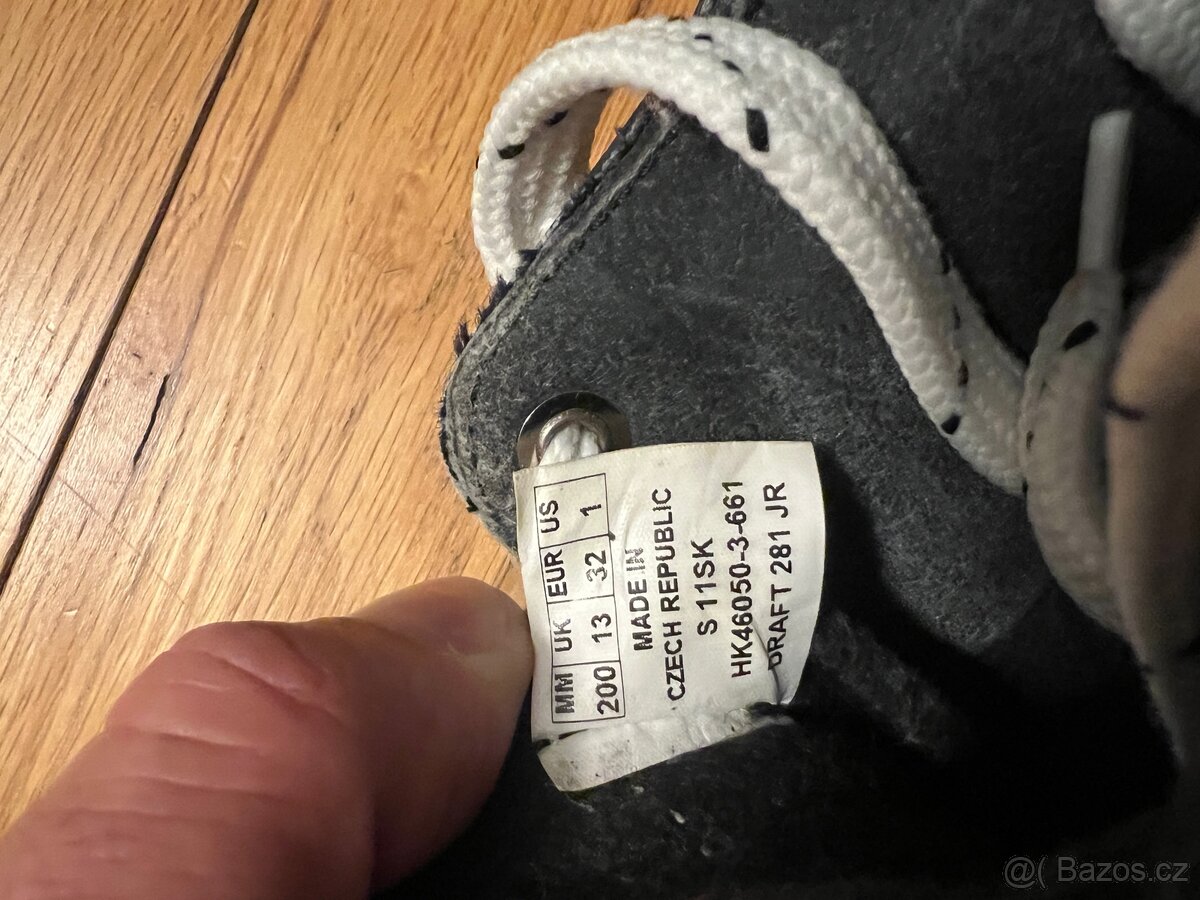 MM UK EUR US
200 13 32 1
MADE IN
CZECH REPUBLIC
S 11SK
HK46050-3-661
DRAFT 281 JR
@( Bazos.cz